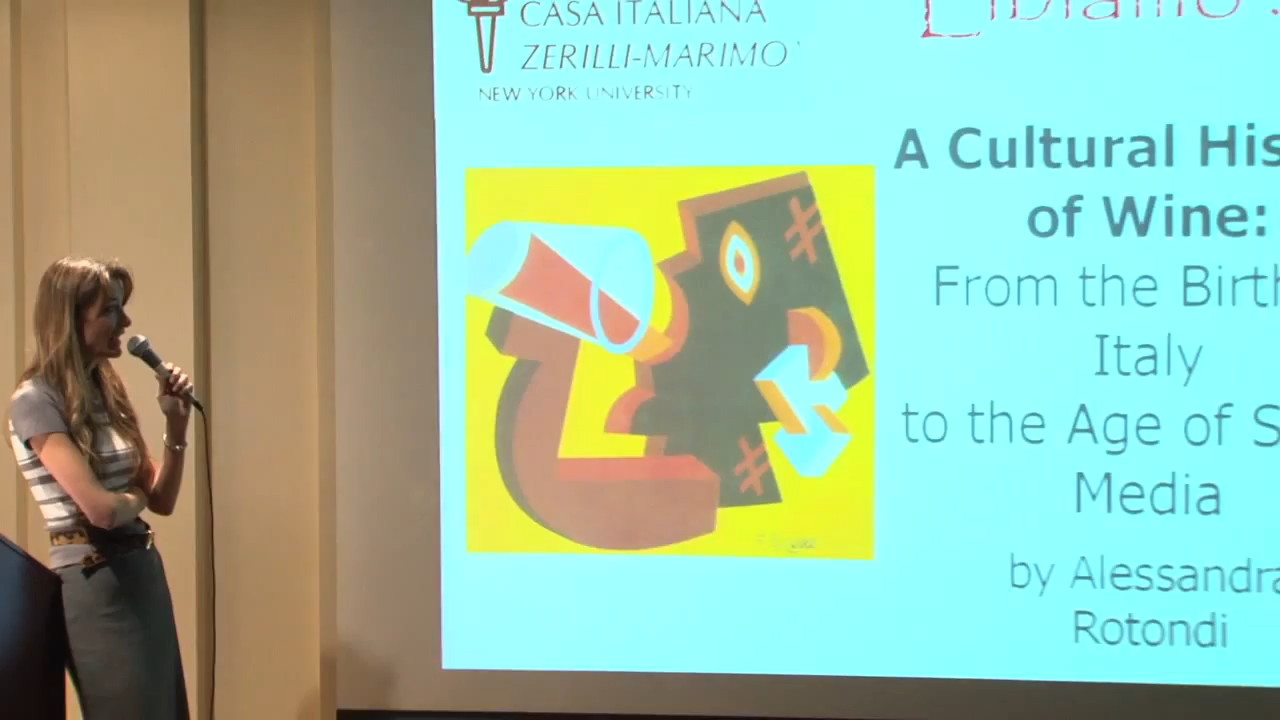 CASA ITALIANA
ZERILLI-MARIMO`
NEW YORK UNIVERSITY
A Cultural His
of Wine:
From the Birth
Italy
to the Age of S
Media
by Alessandra
Rotondi